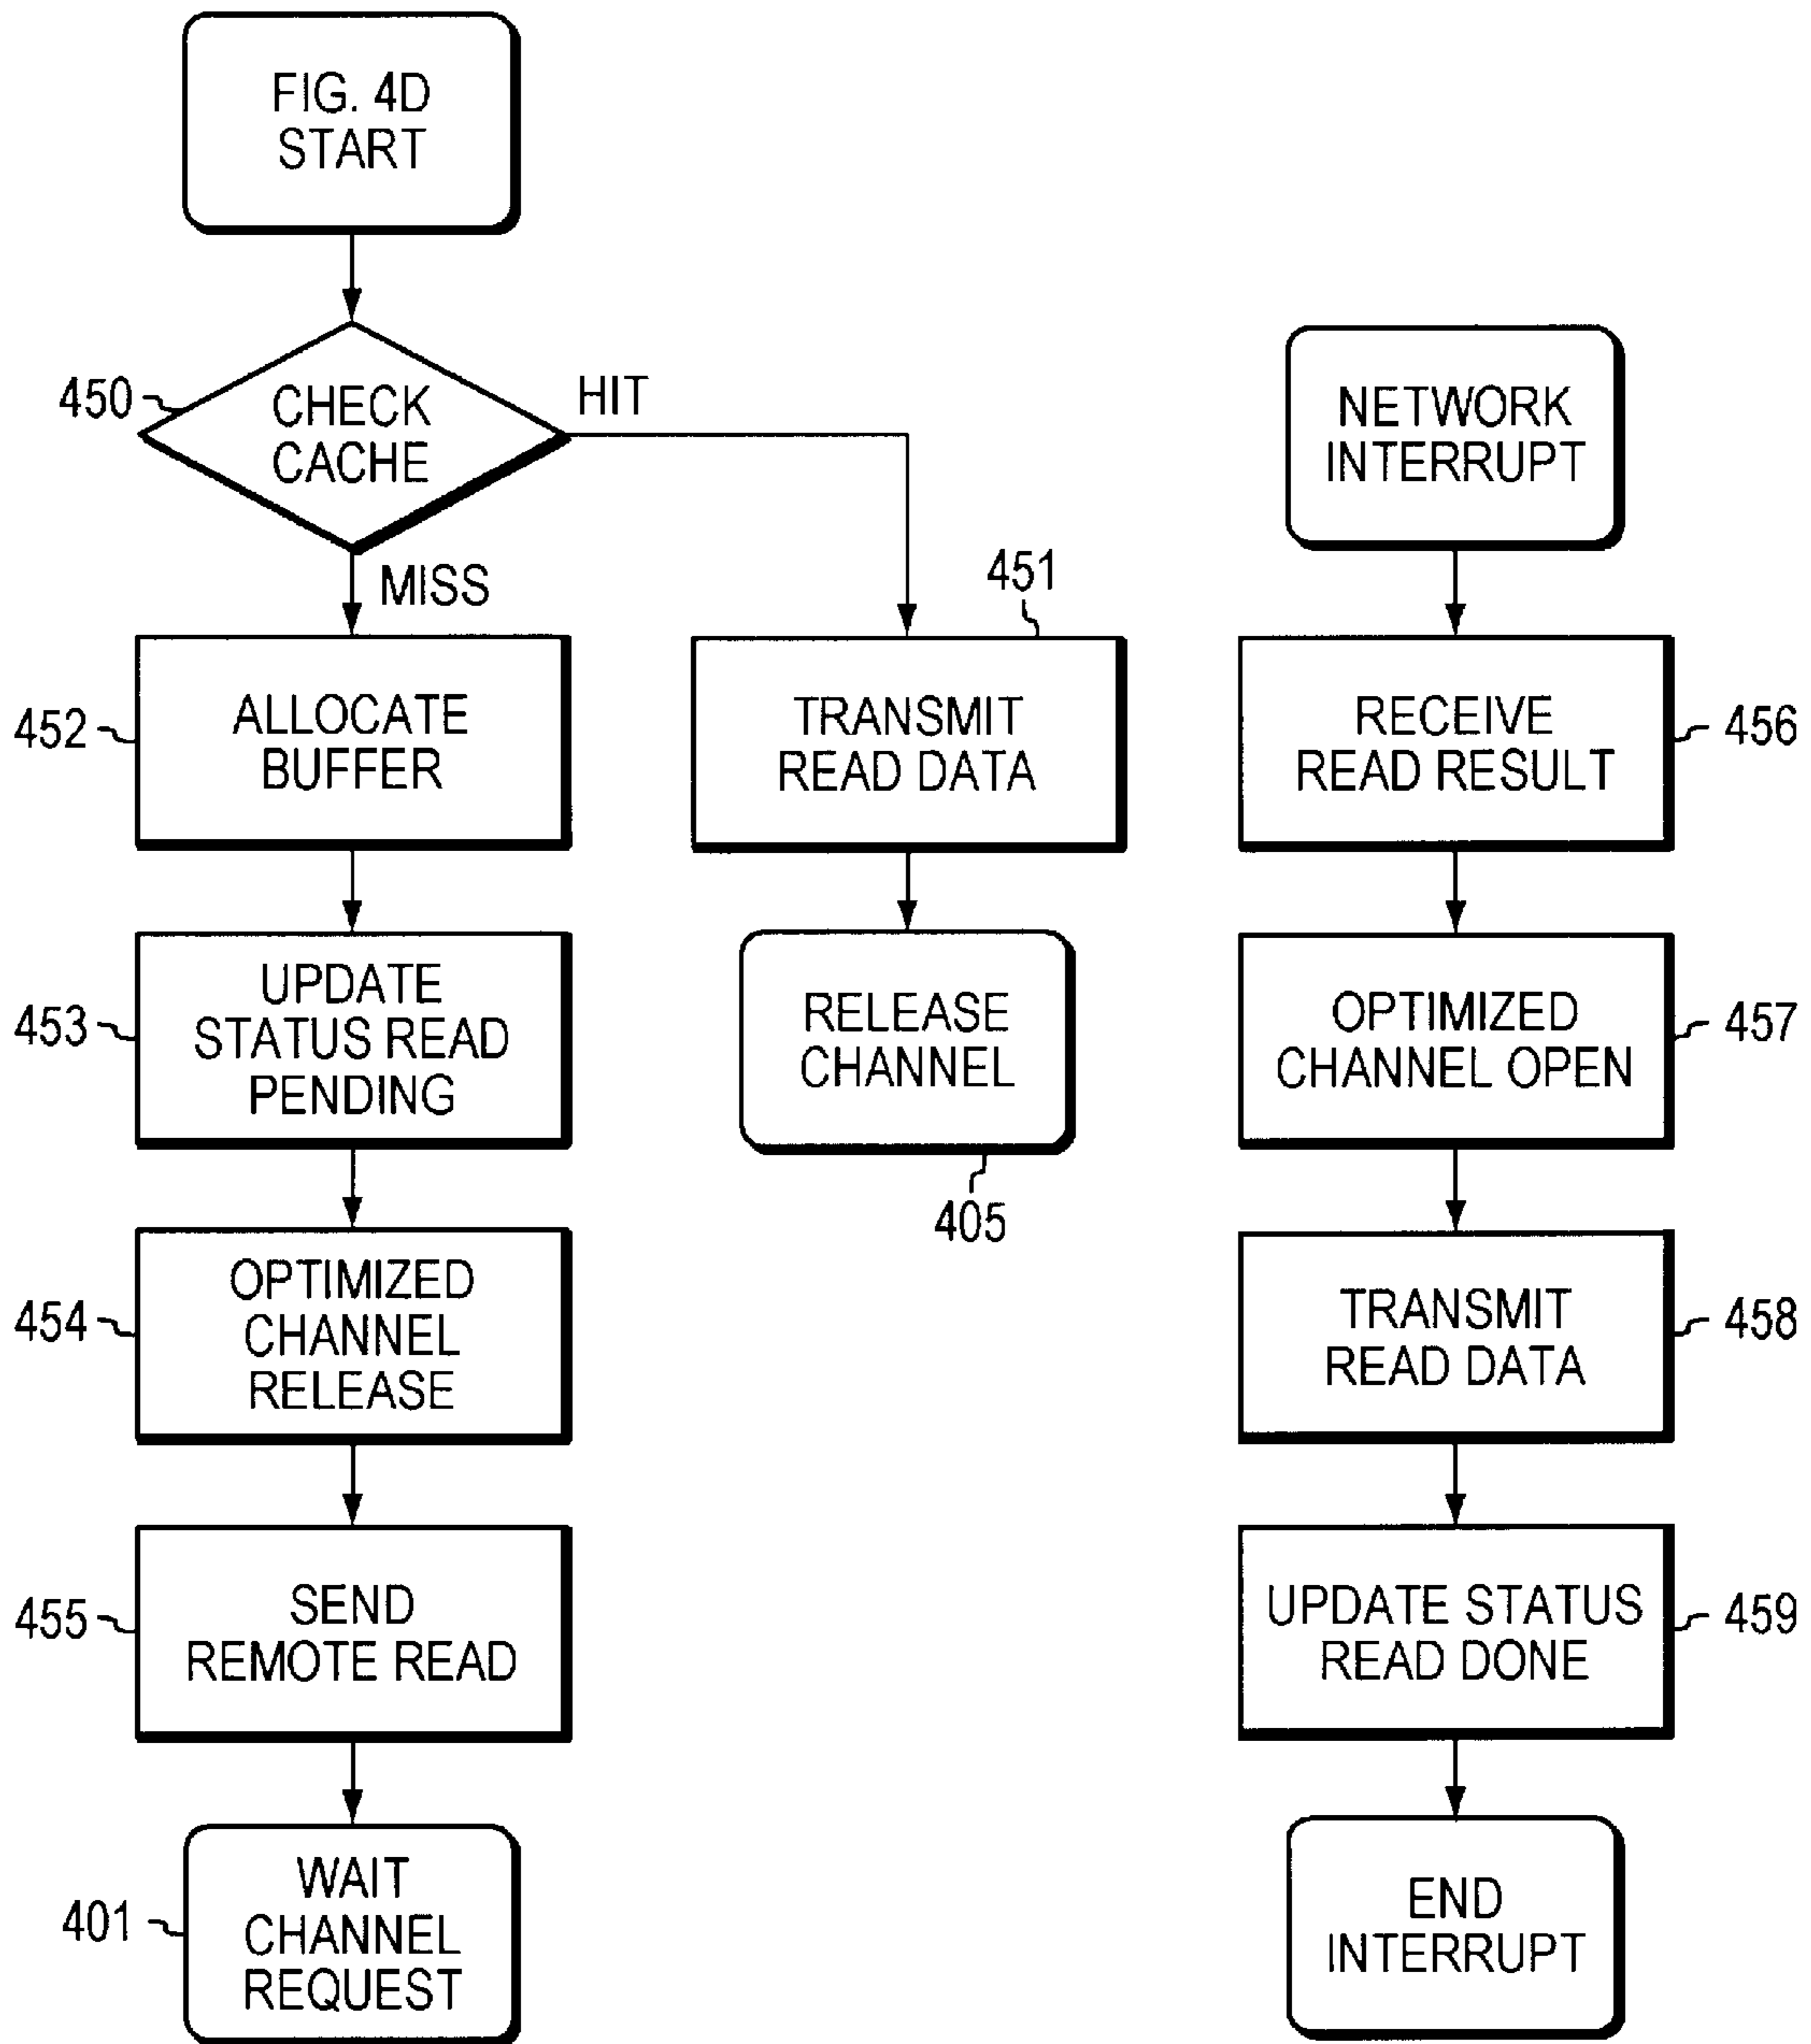 FIG. 4D
START
450
CHECK
CACHE
HIT
MISS
452
ALLOCATE
BUFFER
453
UPDATE
STATUS READ
PENDING
454
OPTIMIZED
CHANNEL
RELEASE
455
SEND
REMOTE READ
401
WAIT
CHANNEL
REQUEST
451
TRANSMIT
READ DATA
RELEASE
CHANNEL
405
NETWORK
INTERRUPT
RECEIVE
READ RESULT
456
OPTIMIZED
CHANNEL OPEN
457
TRANSMIT
READ DATA
458
UPDATE STATUS
READ DONE
459
END
INTERRUPT